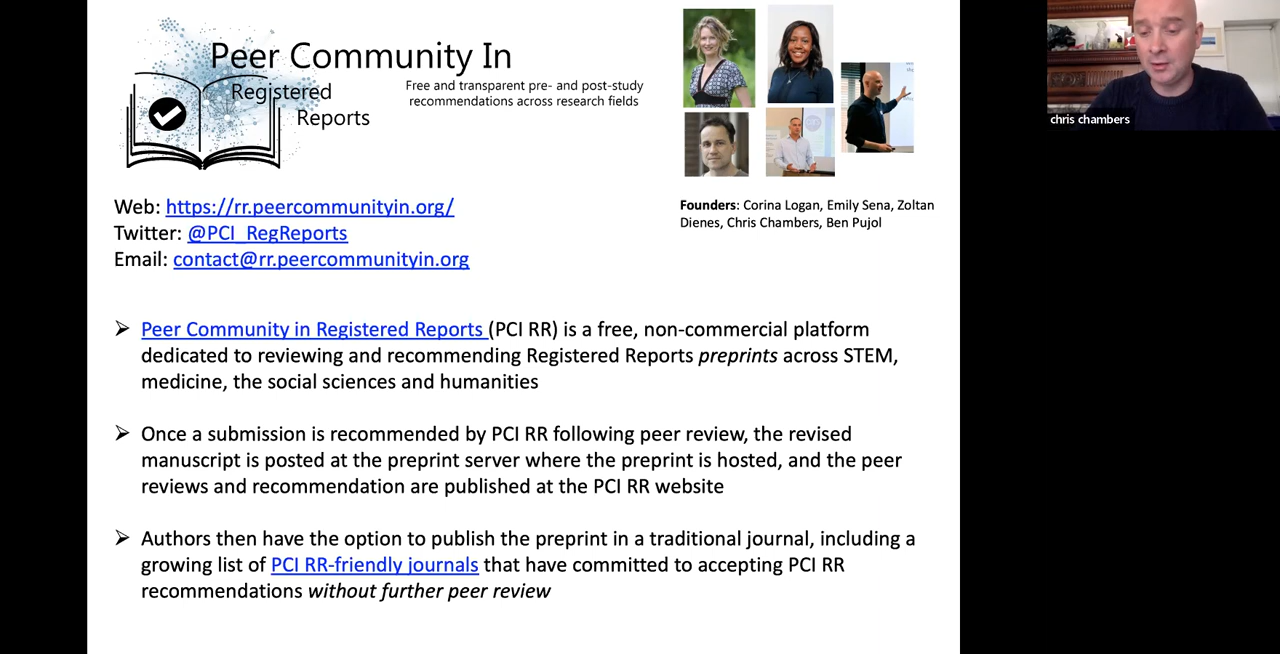 Peer Community In
Registered
Reports
Free and transparent pre- and post-study
recommendations across research fields
chris chambers
Web: https://rr.peercommunityin.org/
Twitter: @PCI_RegReports
Email: contact@rr.peercommunityin.org
Founders: Corina Logan, Emily Sena, Zoltan
Dienes, Chris Chambers, Ben Pujol
➢ Peer Community in Registered Reports (PCI RR) is a free, non-commercial platform
dedicated to reviewing and recommending Registered Reports preprints across STEM,
medicine, the social sciences and humanities
➢ Once a submission is recommended by PCI RR following peer review, the revised
manuscript is posted at the preprint server where the preprint is hosted, and the peer
reviews and recommendation are published at the PCI RR website
➢ Authors then have the option to publish the preprint in a traditional journal, including a
growing list of PCI RR-friendly journals that have committed to accepting PCI RR
recommendations without further peer review